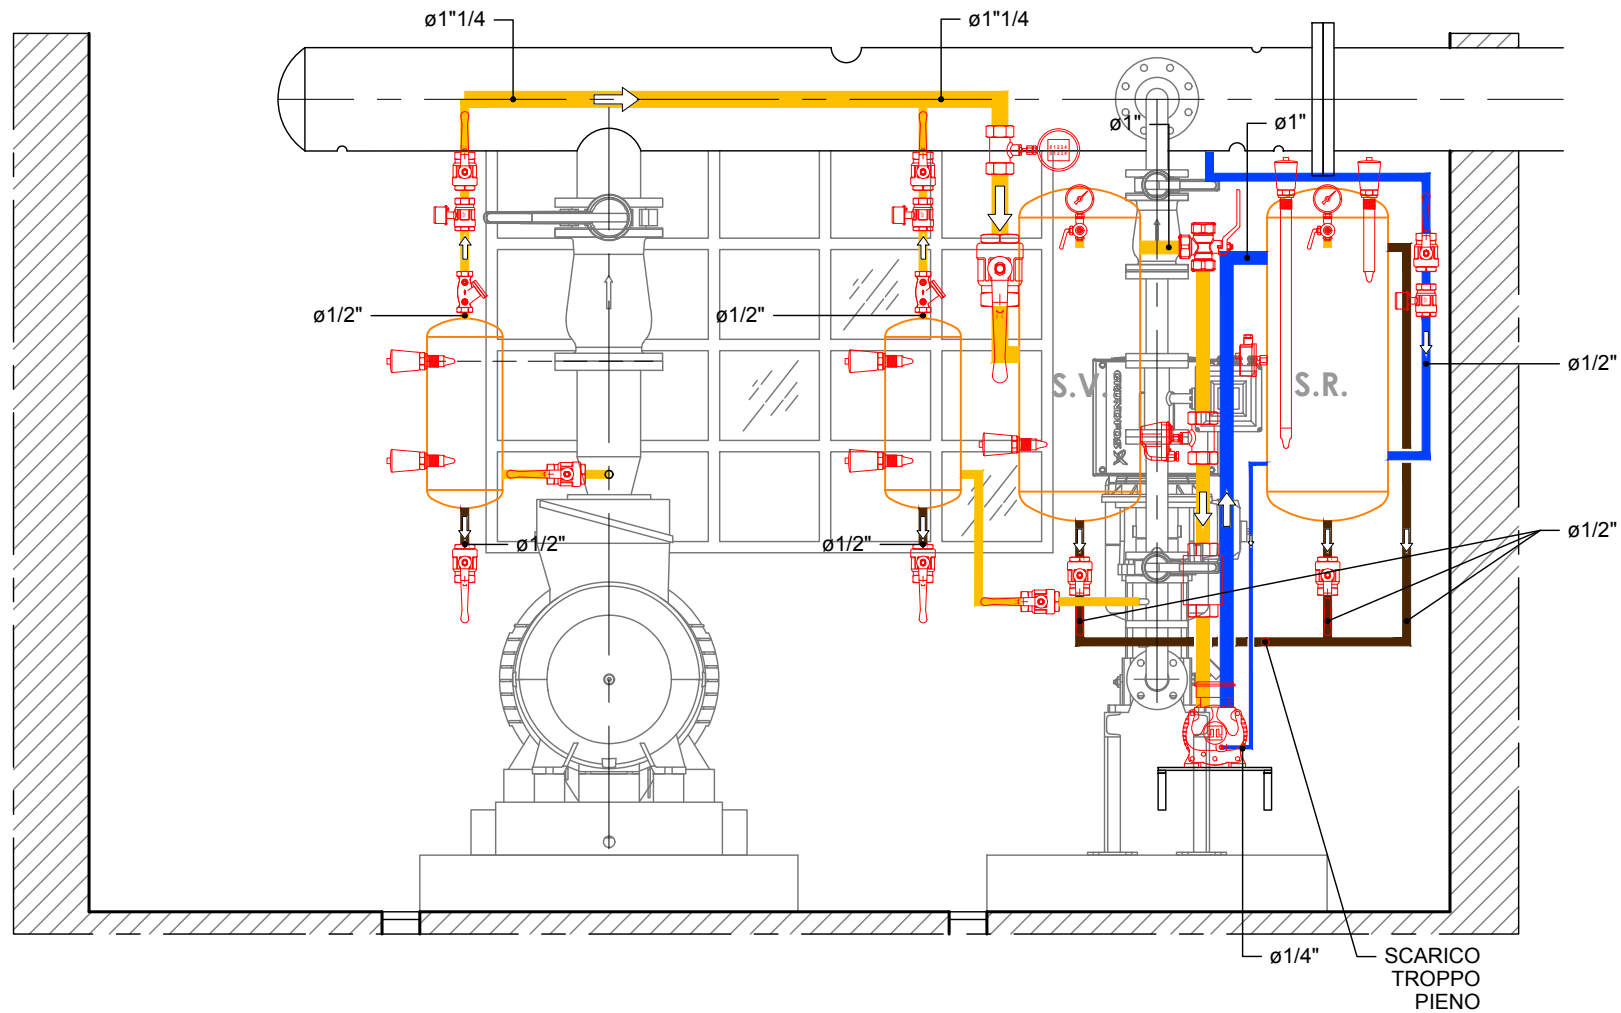 ø1"1/4
ø1"1/4
ø1"
ø1"
ø1/2"
ø1/2"
ø1/2"
S.V.
GRUNDFOS
S.R.
ø1/2"
ø1/2"
ø1/2"
ø1/4"
SCARICO
TROPPO
PIENO